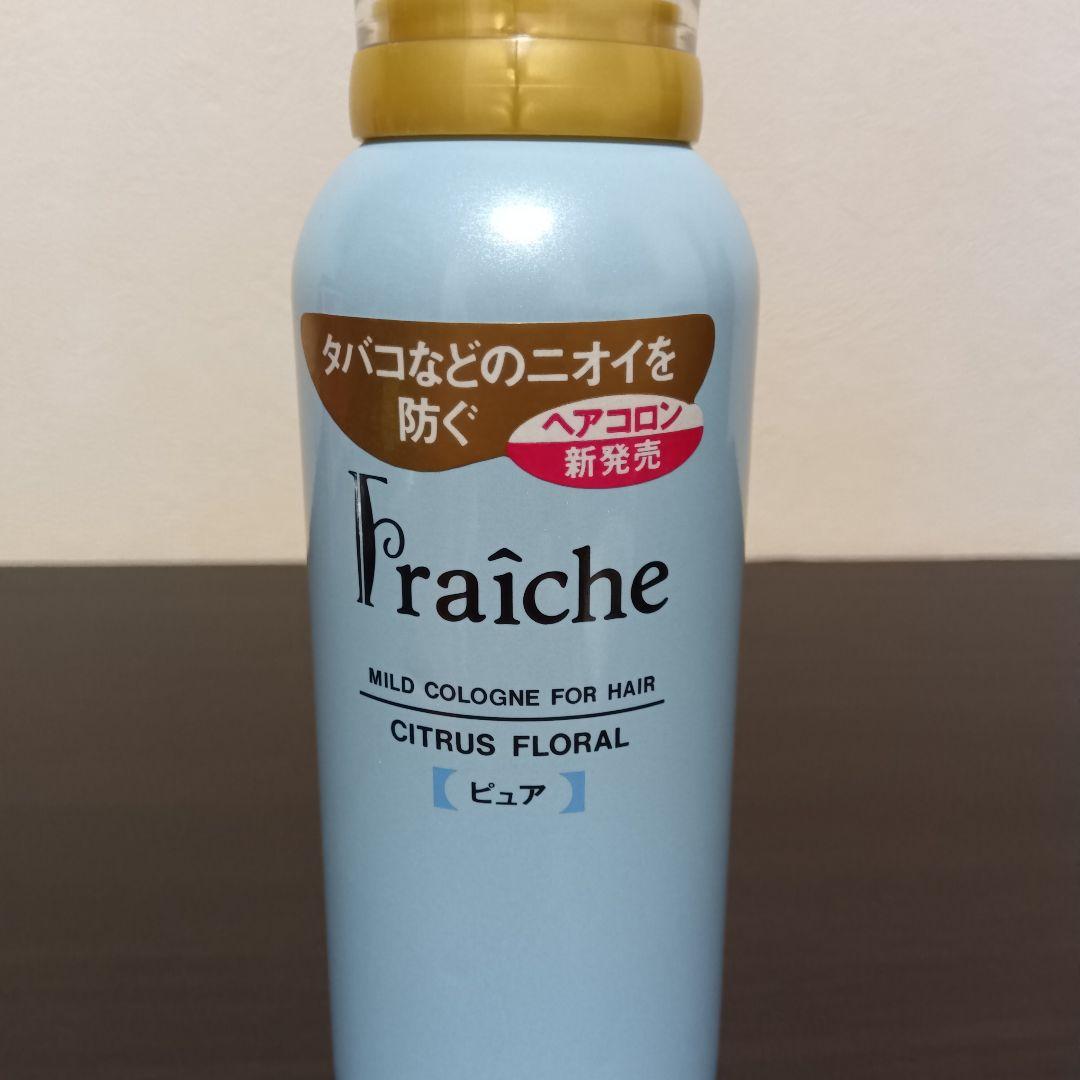 タバコなどのニオイを
防ぐ
ヘアコロン
新発売
Fraîche
MILD COLOGNE FOR HAIR
CITRUS FLORAL
【ピュア】